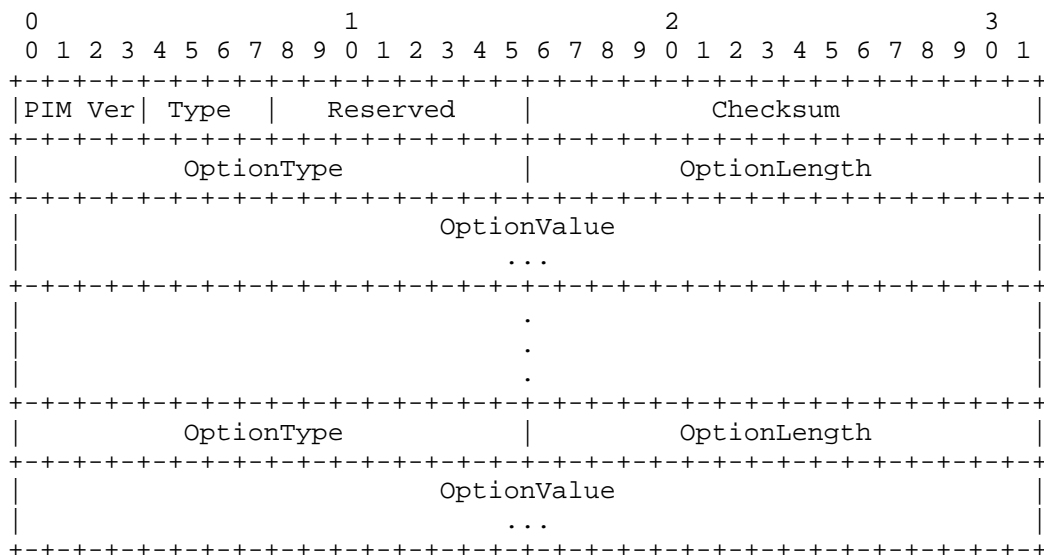 0                   1                   2                   3
 0 1 2 3 4 5 6 7 8 9 0 1 2 3 4 5 6 7 8 9 0 1 2 3 4 5 6 7 8 9 0 1
+-+-+-+-+-+-+-+-+-+-+-+-+-+-+-+-+-+-+-+-+-+-+-+-+-+-+-+-+-+-+-+-+
|PIM Ver| Type  |   Reserved    |           Checksum            |
+-+-+-+-+-+-+-+-+-+-+-+-+-+-+-+-+-+-+-+-+-+-+-+-+-+-+-+-+-+-+-+-+
|          OptionType           |         OptionLength          |
+-+-+-+-+-+-+-+-+-+-+-+-+-+-+-+-+-+-+-+-+-+-+-+-+-+-+-+-+-+-+-+-+
|                          OptionValue                          |
|                              ...                              |
+-+-+-+-+-+-+-+-+-+-+-+-+-+-+-+-+-+-+-+-+-+-+-+-+-+-+-+-+-+-+-+-+
|                               .                               |
|                               .                               |
|                               .                               |
+-+-+-+-+-+-+-+-+-+-+-+-+-+-+-+-+-+-+-+-+-+-+-+-+-+-+-+-+-+-+-+-+
|          OptionType           |         OptionLength          |
+-+-+-+-+-+-+-+-+-+-+-+-+-+-+-+-+-+-+-+-+-+-+-+-+-+-+-+-+-+-+-+-+
|                          OptionValue                          |
|                              ...                              |
+-+-+-+-+-+-+-+-+-+-+-+-+-+-+-+-+-+-+-+-+-+-+-+-+-+-+-+-+-+-+-+-+